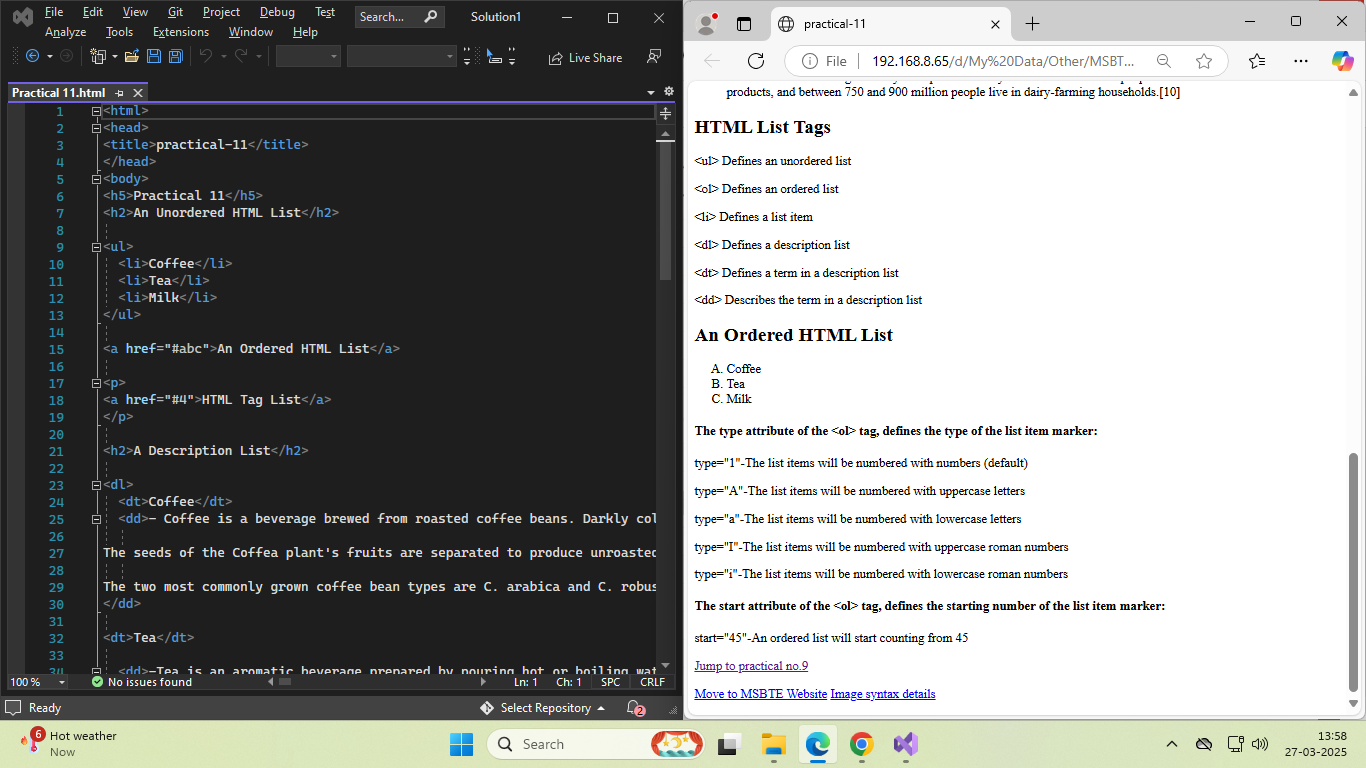 File Edit View Git Project Debug Test
Search...
Solution1
Analyze Tools Extensions Window Help
Live Share
Practical 11.html
1 <html>
2 <head>
3 <title>practical-11</title>
4 </head>
5 <body>
6 <h5>Practical 11</h5>
7 <h2>An Unordered HTML List</h2>
8
9 <ul>
10 <li>Coffee</li>
11 <li>Tea</li>
12 <li>Milk</li>
13 </ul>
14
15 <a href="#abc">An Ordered HTML List</a>
16
17 <p>
18 <a href="#4">HTML Tag List</a>
19 </p>
20
21 <h2>A Description List</h2>
22
23 <dl>
24 <dt>Coffee</dt>
25 <dd>- Coffee is a beverage brewed from roasted coffee beans. Darkly col
26
27 The seeds of the Coffea plant's fruits are separated to produce unroasted
28
29 The two most commonly grown coffee bean types are C. arabica and C. robus
30 </dd>
31
32 <dt>Tea</dt>
33
34 <dd>-Tea is an aromatic beverage prepared by pouring hot or boiling wat
100 % No issues found Ln: 1 Ch: 1 SPC CRLF
Ready Select Repository 2
practical-11
File 192.168.8.65/d/My%20Data/Other/MSBT...
products, and between 750 and 900 million people live in dairy-farming households.[10]
HTML List Tags
<ul> Defines an unordered list
<ol> Defines an ordered list
<li> Defines a list item
<dl> Defines a description list
<dt> Defines a term in a description list
<dd> Describes the term in a description list
An Ordered HTML List
A. Coffee
B. Tea
C. Milk
The type attribute of the <ol> tag, defines the type of the list item marker:
type="1"-The list items will be numbered with numbers (default)
type="A"-The list items will be numbered with uppercase letters
type="a"-The list items will be numbered with lowercase letters
type="I"-The list items will be numbered with uppercase roman numbers
type="i"-The list items will be numbered with lowercase roman numbers
The start attribute of the <ol> tag, defines the starting number of the list item marker:
start="45"-An ordered list will start counting from 45
Jump to practical no.9
Move to MSBTE Website Image syntax details
6 Hot weather
Now
Search
13:58
27-03-2025